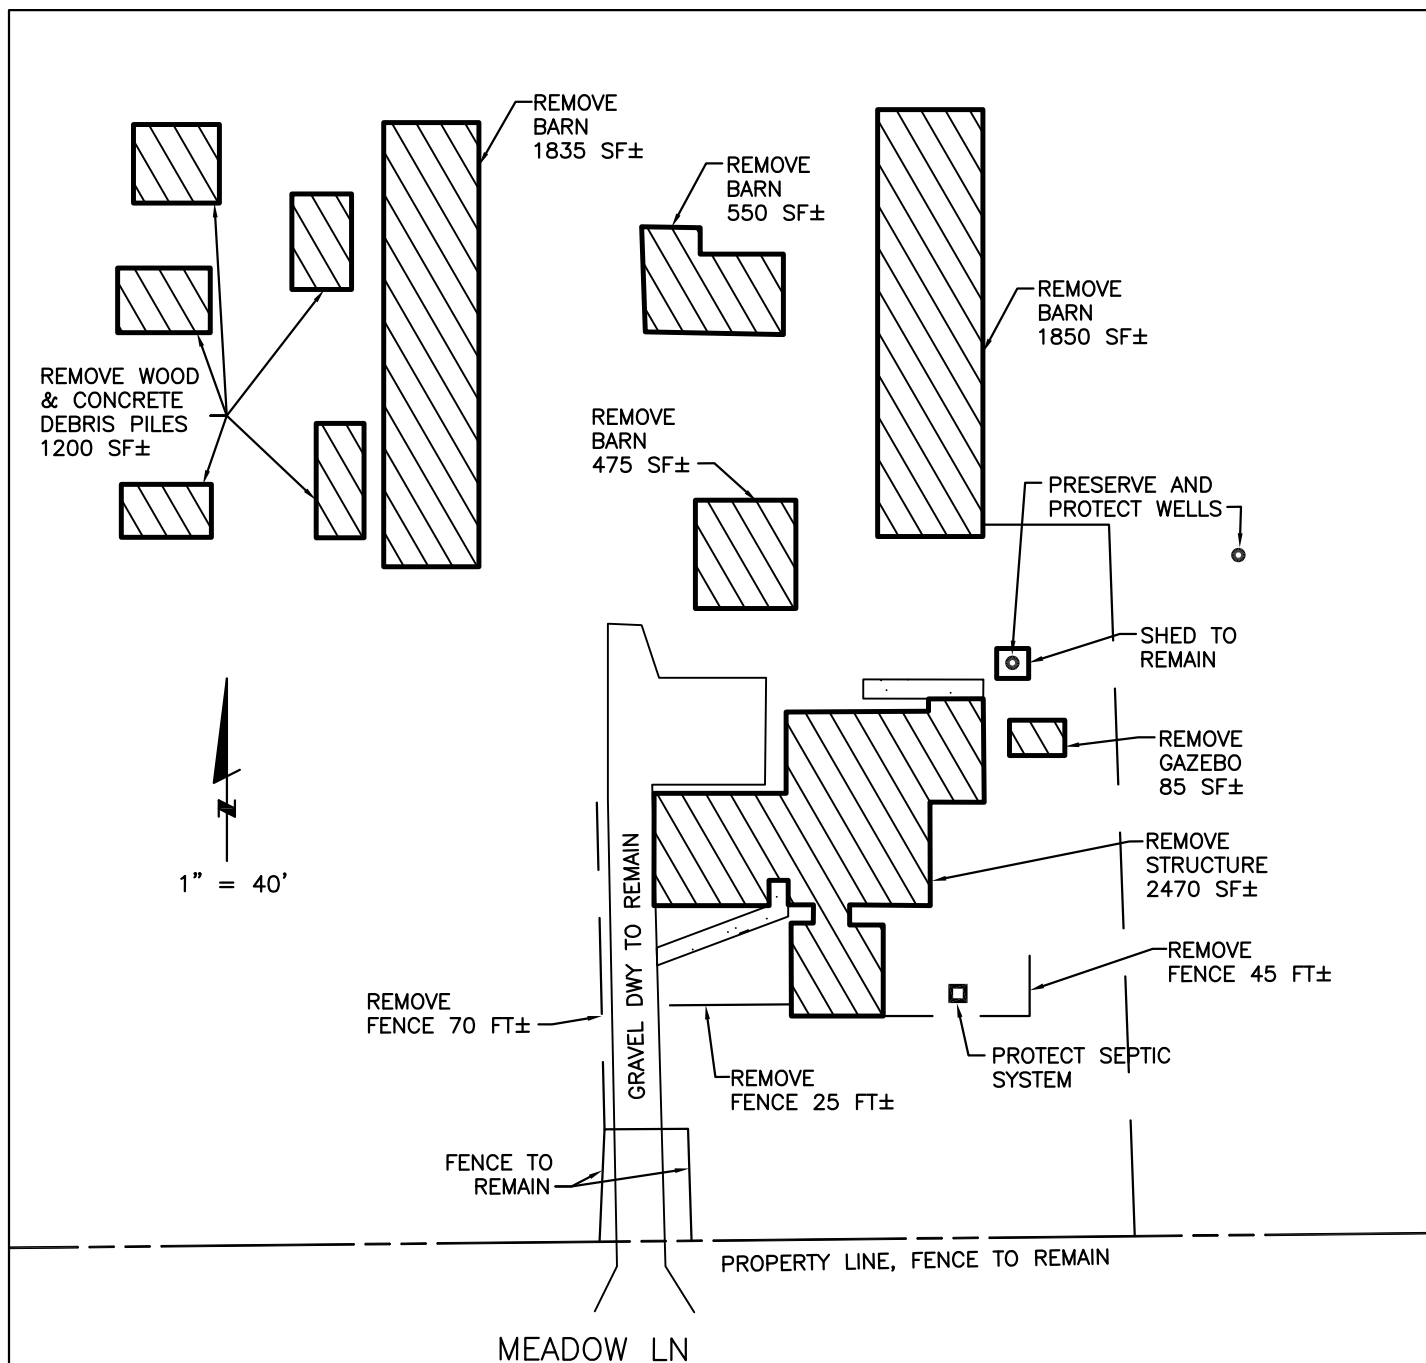 REMOVE
BARN
1835 SF±
REMOVE
BARN
550 SF±
REMOVE
BARN
1850 SF±
REMOVE WOOD
& CONCRETE
DEBRIS PILES
1200 SF±
REMOVE
BARN
475 SF±
PRESERVE AND
PROTECT WELLS
SHED TO
REMAIN
REMOVE
GAZEBO
85 SF±
N
1" = 40'
REMOVE
STRUCTURE
2470 SF±
GRAVEL DWY TO REMAIN
REMOVE
FENCE 45 FT±
REMOVE
FENCE 70 FT±
PROTECT SEPTIC
SYSTEM
REMOVE
FENCE 25 FT±
FENCE TO
REMAIN
PROPERTY LINE, FENCE TO REMAIN
MEADOW LN